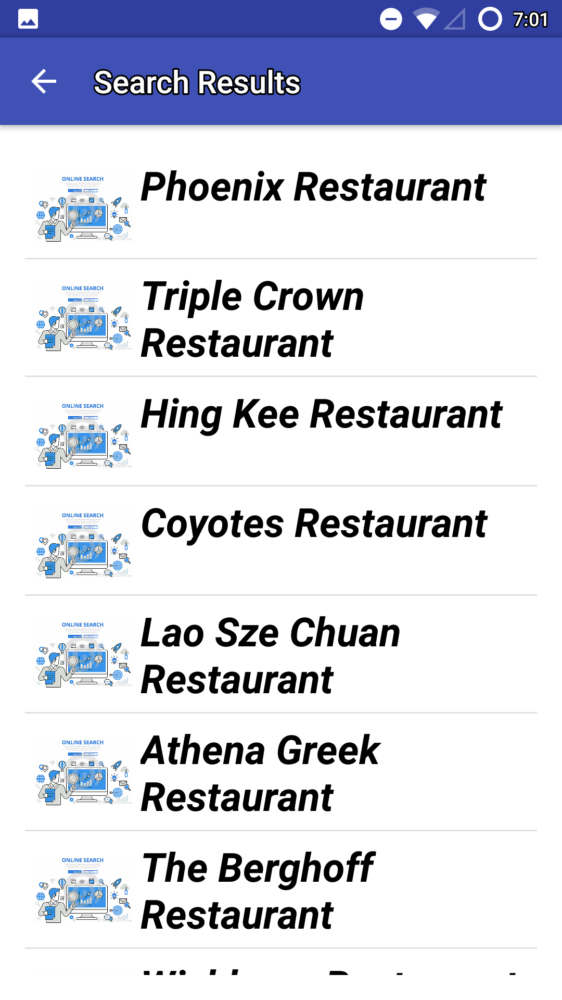 7:01
Search Results
ONLINE SEARCH
Phoenix Restaurant
ONLINE SEARCH
Triple Crown
Restaurant
ONLINE SEARCH
Hing Kee Restaurant
ONLINE SEARCH
Coyotes Restaurant
ONLINE SEARCH
Lao Sze Chuan
Restaurant
ONLINE SEARCH
Athena Greek
Restaurant
ONLINE SEARCH
The Berghoff
Restaurant